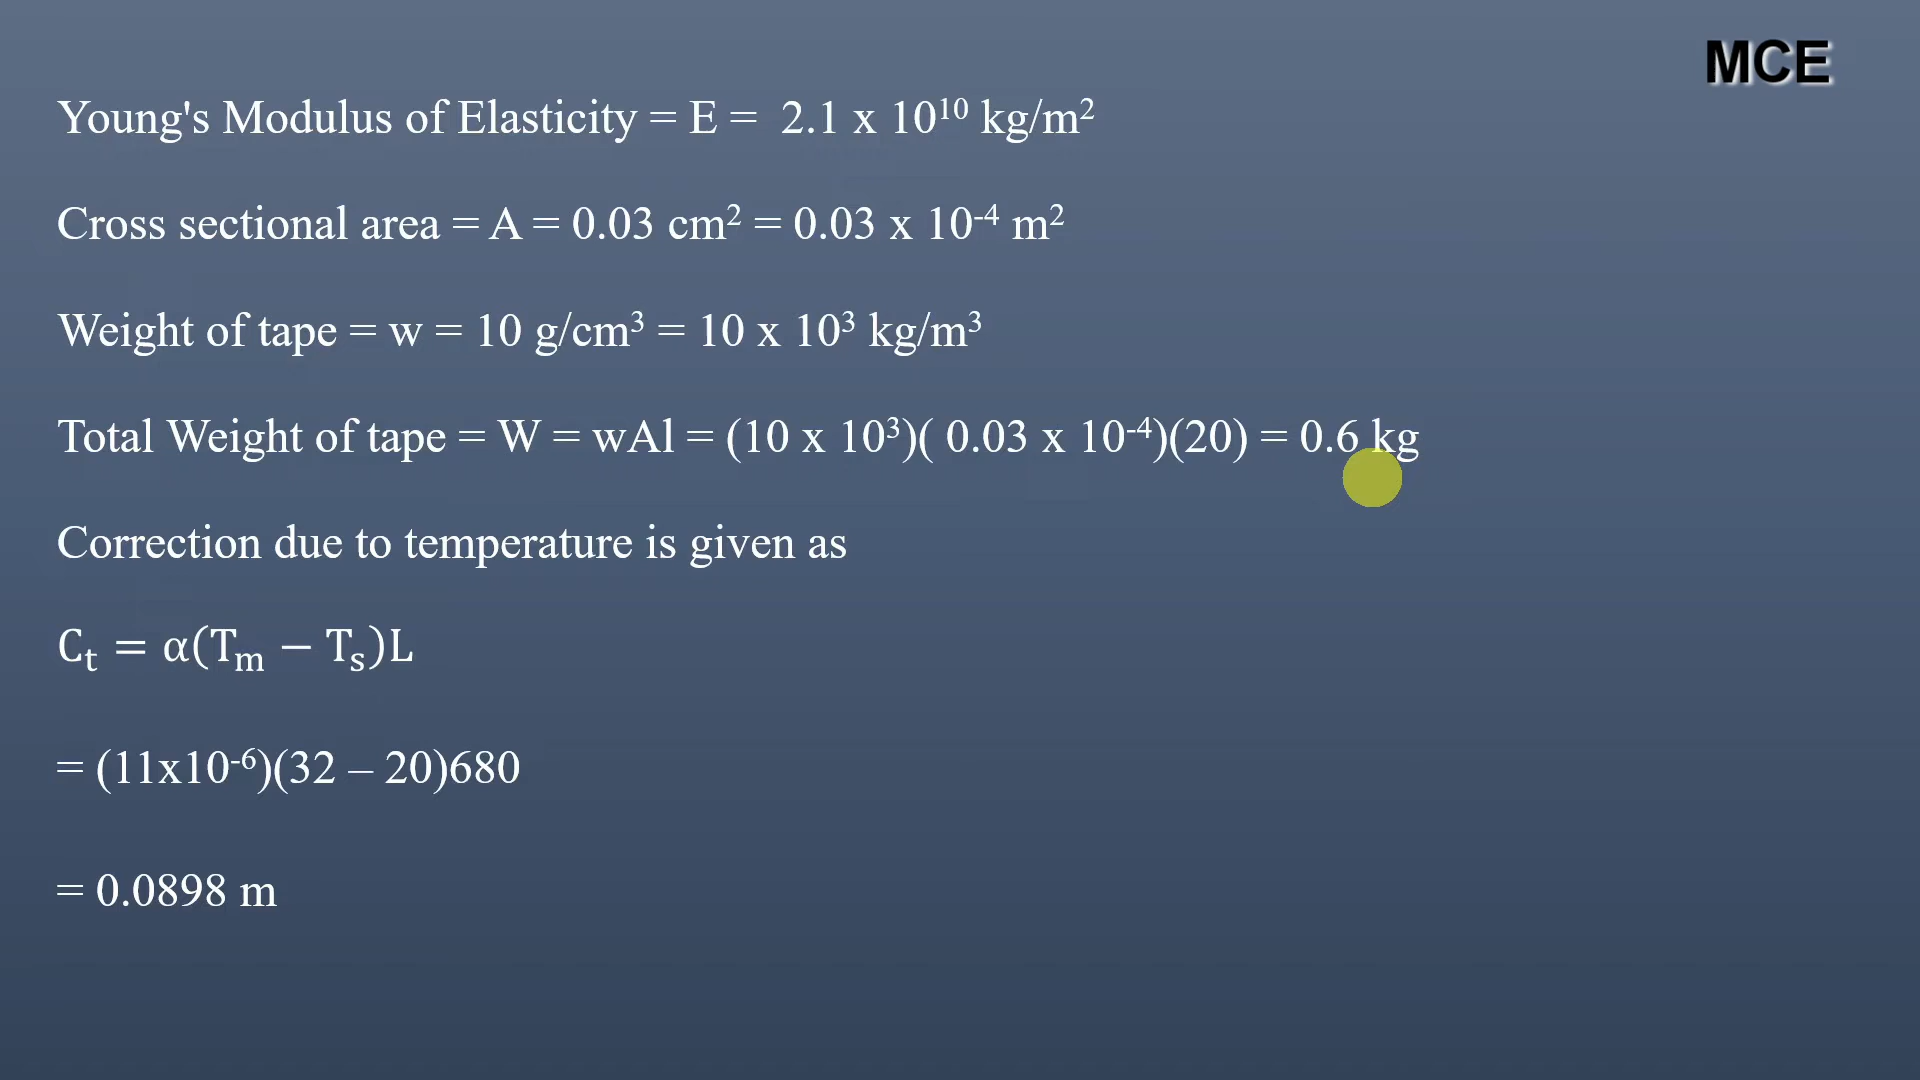 MCE
Young's Modulus of Elasticity = E = 2.1 x 10¹⁰ kg/m²
Cross sectional area = A = 0.03 cm² = 0.03 x 10⁻⁴ m²
Weight of tape = w = 10 g/cm³ = 10 x 10³ kg/m³
Total Weight of tape = W = wAl = (10 x 10³)( 0.03 x 10⁻⁴)(20) = 0.6 kg
Correction due to temperature is given as
Cₜ = α(Tₘ − Tₛ)L
= (11x10⁻⁶)(32 – 20)680
= 0.0898 m